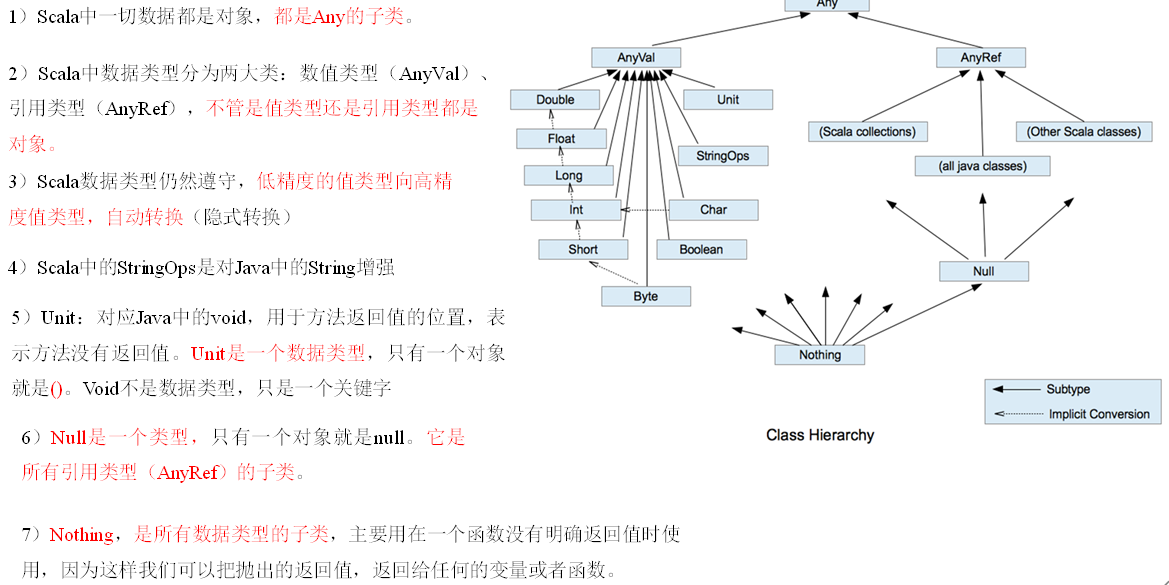 1）Scala中一切数据都是对象，都是Any的子类。
2）Scala中数据类型分为两大类：数值类型（AnyVal）、
引用类型（AnyRef），不管是值类型还是引用类型都是
对象。
3）Scala数据类型仍然遵守，低精度的值类型向高精
度值类型，自动转换（隐式转换）
4）Scala中的StringOps是对Java中的String增强
5）Unit：对应Java中的void，用于方法返回值的位置，表
示方法没有返回值。Unit是一个数据类型，只有一个对象
就是()。Void不是数据类型，只是一个关键字
6）Null是一个类型，只有一个对象就是null。它是
所有引用类型（AnyRef）的子类。
7）Nothing，是所有数据类型的子类，主要用在一个函数没有明确返回值时使
用，因为这样我们可以把抛出的返回值，返回给任何的变量或者函数。
Any
AnyVal
AnyRef
Double
Unit
Float
StringOps
Long
Int
Char
Short
Boolean
Byte
(Scala collections)
(Other Scala classes)
(all java classes)
Null
Nothing
Subtype
Implicit Conversion
Class Hierarchy